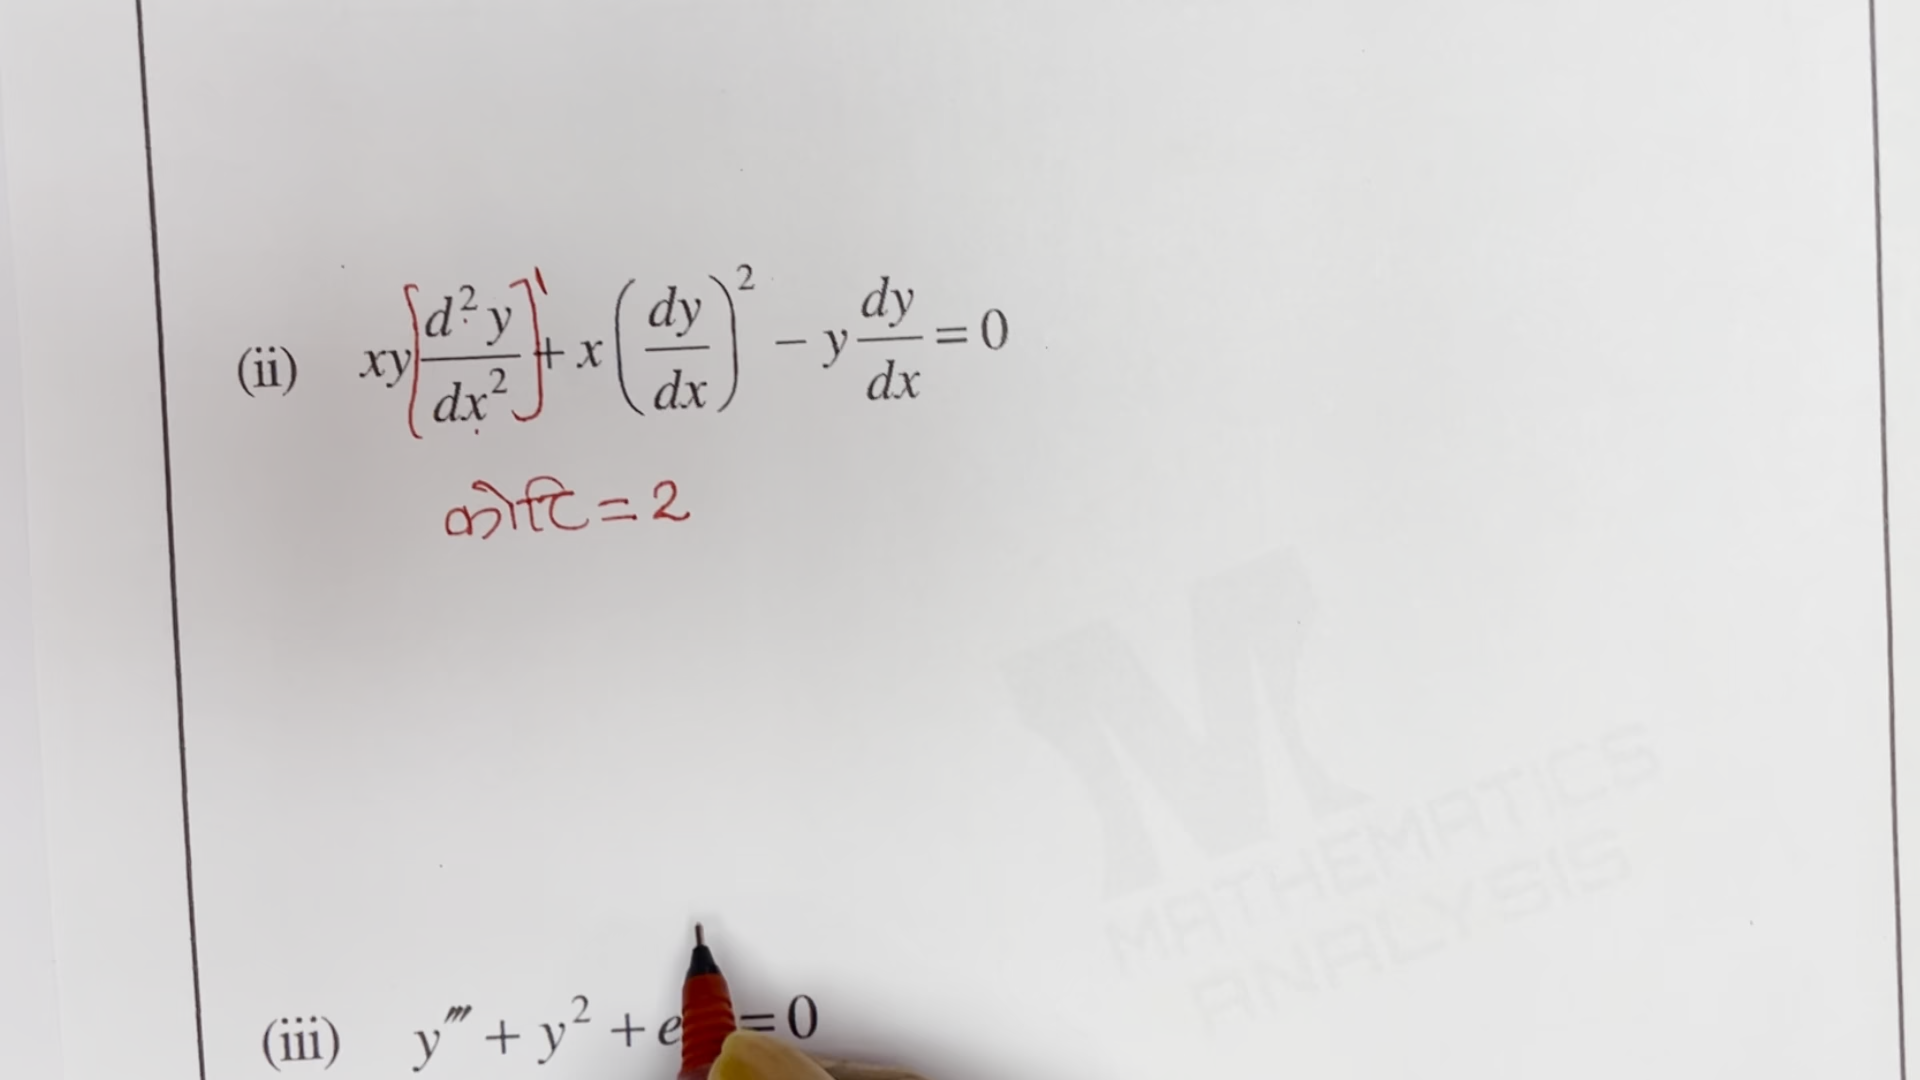 (ii) xy[d²y/dx²]¹ + x(dy/dx)² − y dy/dx = 0
कोटि = 2
MATHEMATICS
ANALYSIS
(iii) y‴ + y² + e = 0